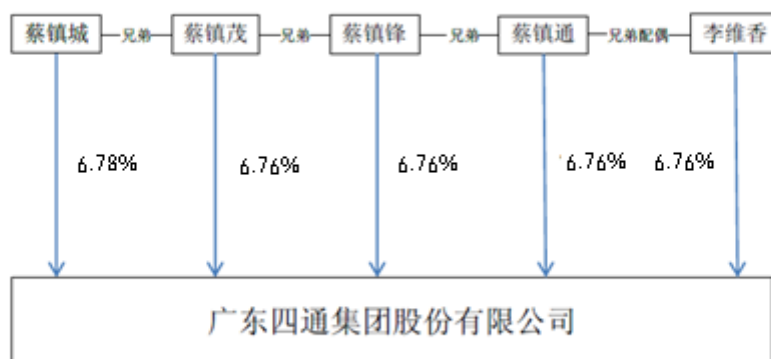 蔡镇城 兄弟 蔡镇茂 兄弟 蔡镇锋 兄弟 蔡镇通 兄弟配偶 李维香
6.78% 6.76% 6.76% 6.76% 6.76%
广东四通集团股份有限公司